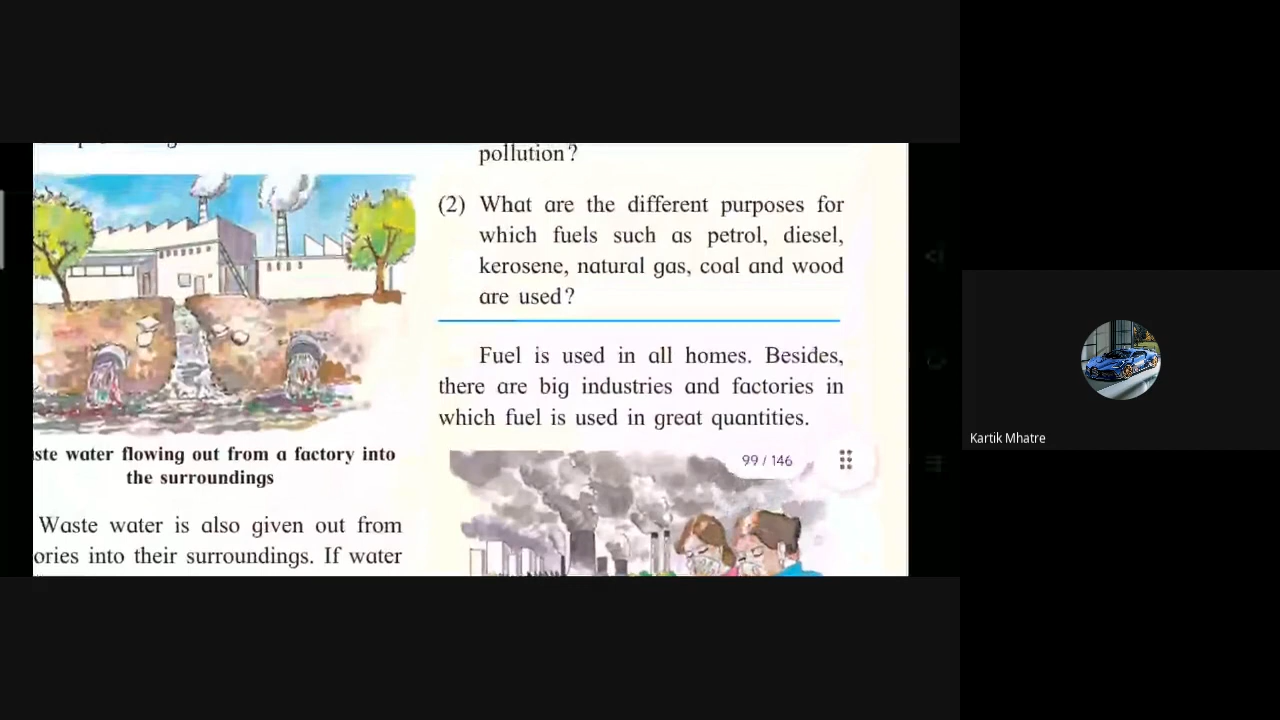 pollution?
(2) What are the different purposes for
which fuels such as petrol, diesel,
kerosene, natural gas, coal and wood
are used?
Fuel is used in all homes. Besides,
there are big industries and factories in
which fuel is used in great quantities.
99 / 146
ste water flowing out from a factory into
the surroundings
Waste water is also given out from
ories into their surroundings. If water
Kartik Mhatre